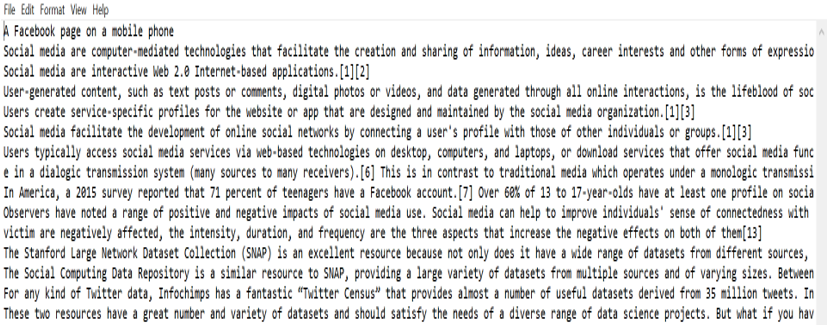 File Edit Format View Help
A Facebook page on a mobile phone
Social media are computer-mediated technologies that facilitate the creation and sharing of information, ideas, career interests and other forms of expressio
Social media are interactive Web 2.0 Internet-based applications.[1][2]
User-generated content, such as text posts or comments, digital photos or videos, and data generated through all online interactions, is the lifeblood of soc
Users create service-specific profiles for the website or app that are designed and maintained by the social media organization.[1][3]
Social media facilitate the development of online social networks by connecting a user's profile with those of other individuals or groups.[1][3]
Users typically access social media services via web-based technologies on desktop, computers, and laptops, or download services that offer social media func
e in a dialogic transmission system (many sources to many receivers).[6] This is in contrast to traditional media which operates under a monologic transmissi
In America, a 2015 survey reported that 71 percent of teenagers have a Facebook account.[7] Over 60% of 13 to 17-year-olds have at least one profile on socia
Observers have noted a range of positive and negative impacts of social media use. Social media can help to improve individuals' sense of connectedness with
victim are negatively affected, the intensity, duration, and frequency are the three aspects that increase the negative effects on both of them[13]
The Stanford Large Network Dataset Collection (SNAP) is an excellent resource because not only does it have a wide range of datasets from different sources,
The Social Computing Data Repository is a similar resource to SNAP, providing a large variety of datasets from multiple sources and of varying sizes. Between
For any kind of Twitter data, Infochimps has a fantastic “Twitter Census” that provides almost a number of useful datasets derived from 35 million tweets. In
These two resources have a great number and variety of datasets and should satisfy the needs of a diverse range of data science projects. But what if you hav